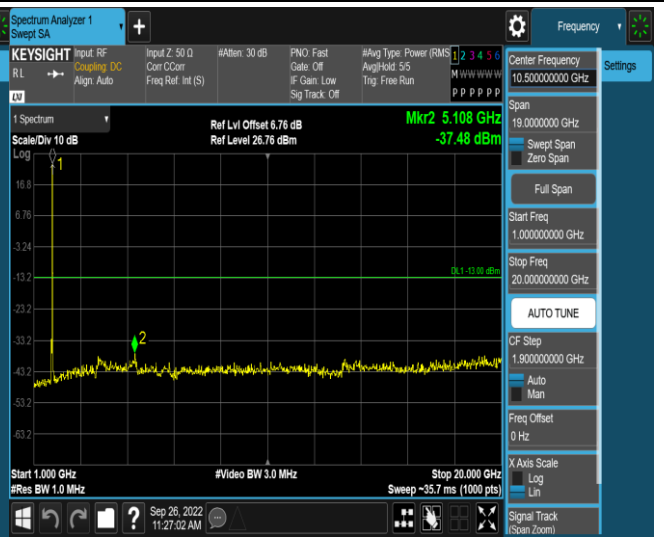 Spectrum Analyzer 1
Swept SA
+
Frequency
KEYSIGHT
RL
Input: RF
Coupling: DC
Align: Auto
Input Z: 50 Ω
Corr CCorr
Freq Ref: Int (S)
#Atten: 30 dB
PNO: Fast
Gate: Off
IF Gain: Low
Sig Track: Off
#Avg Type: Power (RMS
Avg|Hold: 5/5
Trig: Free Run
1 2 3 4 5 6
M W W W W W
P P P P P P
LXI
1 Spectrum
Scale/Div 10 dB
Ref Lvl Offset 6.76 dB
Ref Level 26.76 dBm
Mkr2 5.108 GHz
-37.48 dBm
Log
1
16.8
6.76
-3.24
-13.2
DL1 -13.00 dBm
-23.2
-33.2
2
-43.2
-53.2
-63.2
Start 1.000 GHz
#Video BW 3.0 MHz
Stop 20.000 GHz
#Res BW 1.0 MHz
Sweep ~35.7 ms (1000 pts)
?
Sep 26, 2022
11:27:02 AM
Center Frequency
10.500000000 GHz
Settings
Span
19.0000000 GHz
Swept Span
Zero Span
Full Span
Start Freq
1.000000000 GHz
Stop Freq
20.000000000 GHz
AUTO TUNE
CF Step
1.900000000 GHz
Auto
Man
Freq Offset
0 Hz
X Axis Scale
Log
Lin
Signal Track
(Span Zoom)